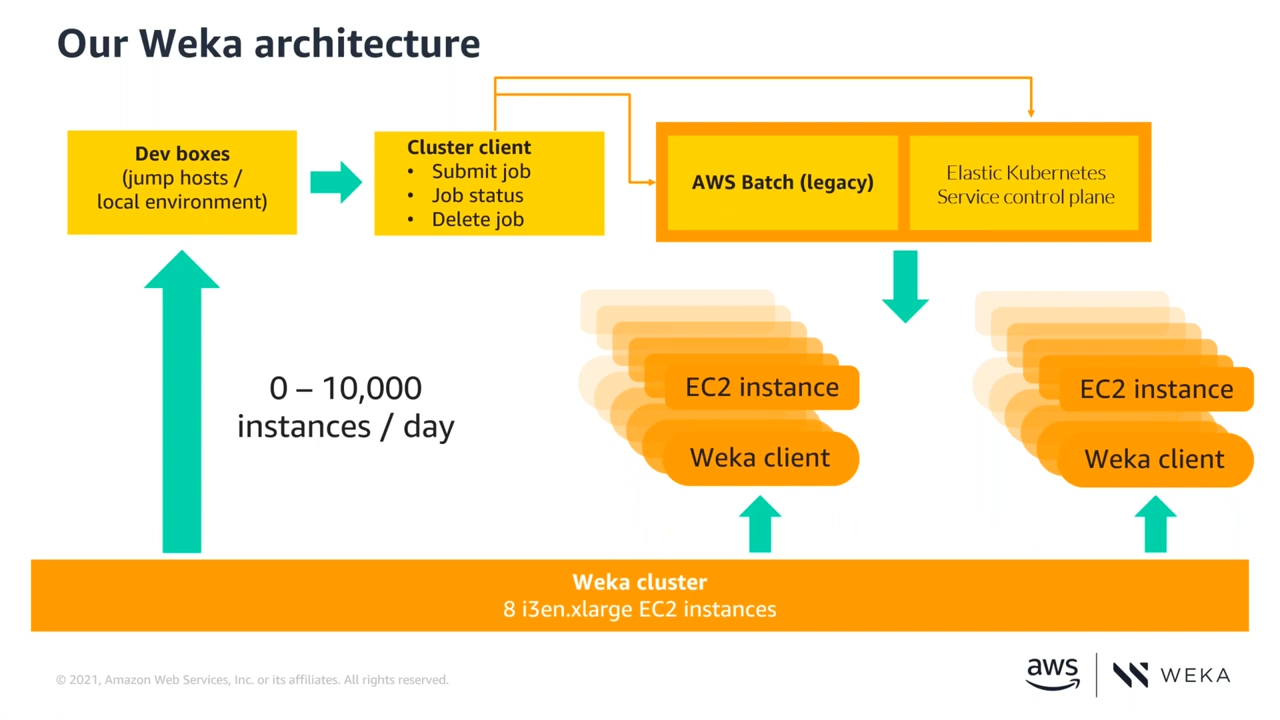 Our Weka architecture
Dev boxes
(jump hosts /
local environment)
Cluster client
• Submit job
• Job status
• Delete job
AWS Batch (legacy)
Elastic Kubernetes
Service control plane
0 – 10,000
instances / day
EC2 instance
Weka client
EC2 instance
Weka client
Weka cluster
8 i3en.xlarge EC2 instances
© 2021, Amazon Web Services, Inc. or its affiliates. All rights reserved.
aws
WEKA